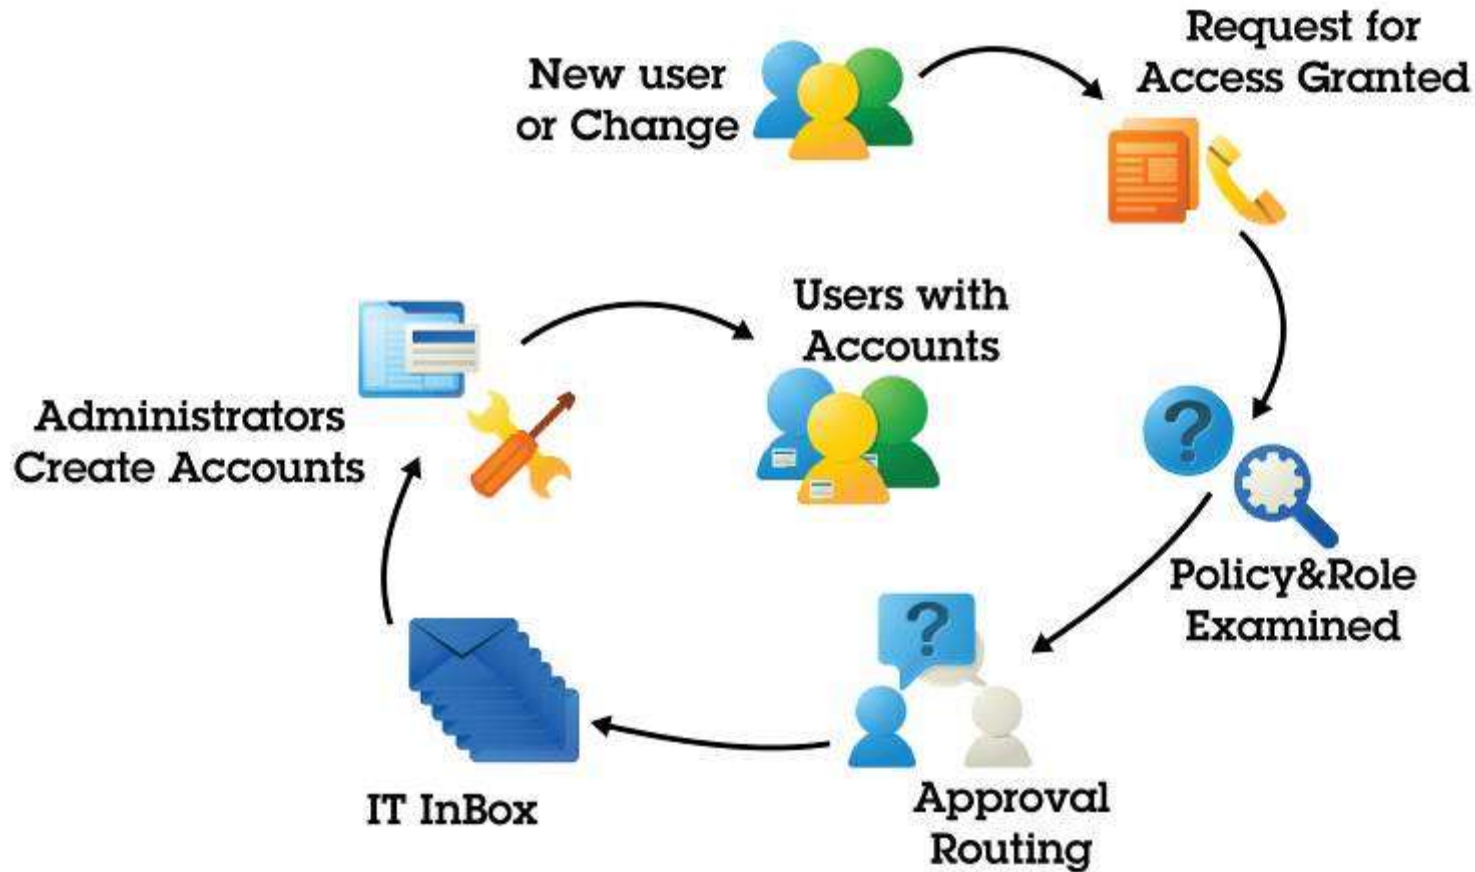 New user
or Change
Request for
Access Granted
Policy&Role
Examined
Approval
Routing
IT InBox
Administrators
Create Accounts
Users with
Accounts